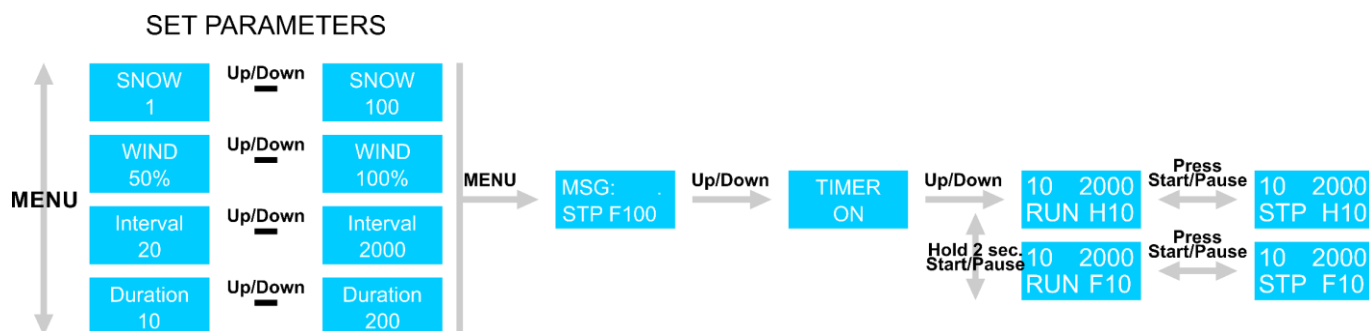 SET PARAMETERS
MENU
SNOW
1
Up/Down
SNOW
100
WIND
50%
Up/Down
WIND
100%
Interval
20
Up/Down
Interval
2000
Duration
10
Up/Down
Duration
200
MENU
MSG: .
STP F100
Up/Down
TIMER
ON
Up/Down
Hold 2 sec.
Start/Pause
10 2000
RUN H10
Press
Start/Pause
10 2000
STP H10
10 2000
RUN F10
Press
Start/Pause
10 2000
STP F10